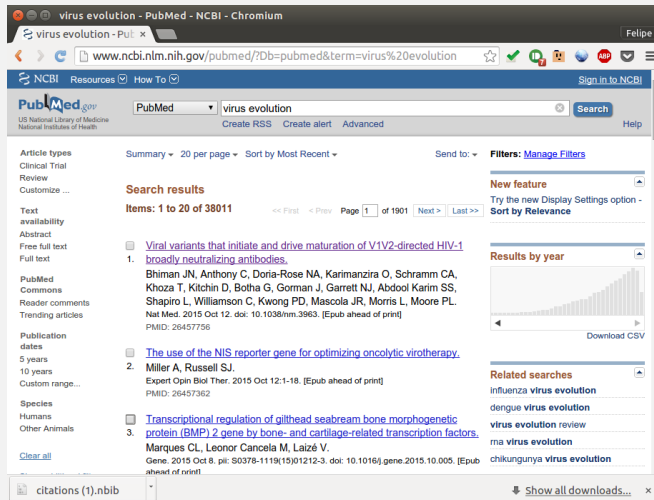 virus evolution - PubMed - NCBI - Chromium
virus evolution - Pub
Felipe
www.ncbi.nlm.nih.gov/pubmed/?Db=pubmed&term=virus%20evolution
ABP
NCBI Resources How To Sign in to NCBI
PubMed.gov
US National Library of Medicine
National Institutes of Health
PubMed virus evolution Search
Create RSS Create alert Advanced Help
Article types
Clinical Trial
Review
Customize ...
Text
availability
Abstract
Free full text
Full text
PubMed
Commons
Reader comments
Trending articles
Publication
dates
5 years
10 years
Custom range...
Species
Humans
Other Animals
Clear all
Summary 20 per page Sort by Most Recent Send to:
Search results
Items: 1 to 20 of 38011
<< First < Prev Page 1 of 1901 Next > Last >>
Viral variants that initiate and drive maturation of V1V2-directed HIV-1
1. broadly neutralizing antibodies.
Bhiman JN, Anthony C, Doria-Rose NA, Karimanzira O, Schramm CA,
Khoza T, Kitchin D, Botha G, Gorman J, Garrett NJ, Abdool Karim SS,
Shapiro L, Williamson C, Kwong PD, Mascola JR, Morris L, Moore PL.
Nat Med. 2015 Oct 12. doi: 10.1038/nm.3963. [Epub ahead of print]
PMID: 26457756
The use of the NIS reporter gene for optimizing oncolytic virotherapy.
2. Miller A, Russell SJ.
Expert Opin Biol Ther. 2015 Oct 12:1-18. [Epub ahead of print]
PMID: 26457362
Transcriptional regulation of gilthead seabream bone morphogenetic
3. protein (BMP) 2 gene by bone- and cartilage-related transcription factors.
Marques CL, Leonor Cancela M, Laizé V.
Gene. 2015 Oct 8. pii: S0378-1119(15)01212-3. doi: 10.1016/j.gene.2015.10.005. [Epub
ahead of print]
Filters: Manage Filters
New feature
Try the new Display Settings option -
Sort by Relevance
Results by year
Download CSV
Related searches
influenza virus evolution
dengue virus evolution
virus evolution review
rna virus evolution
chikungunya virus evolution
citations (1).nbib
Show all downloads...